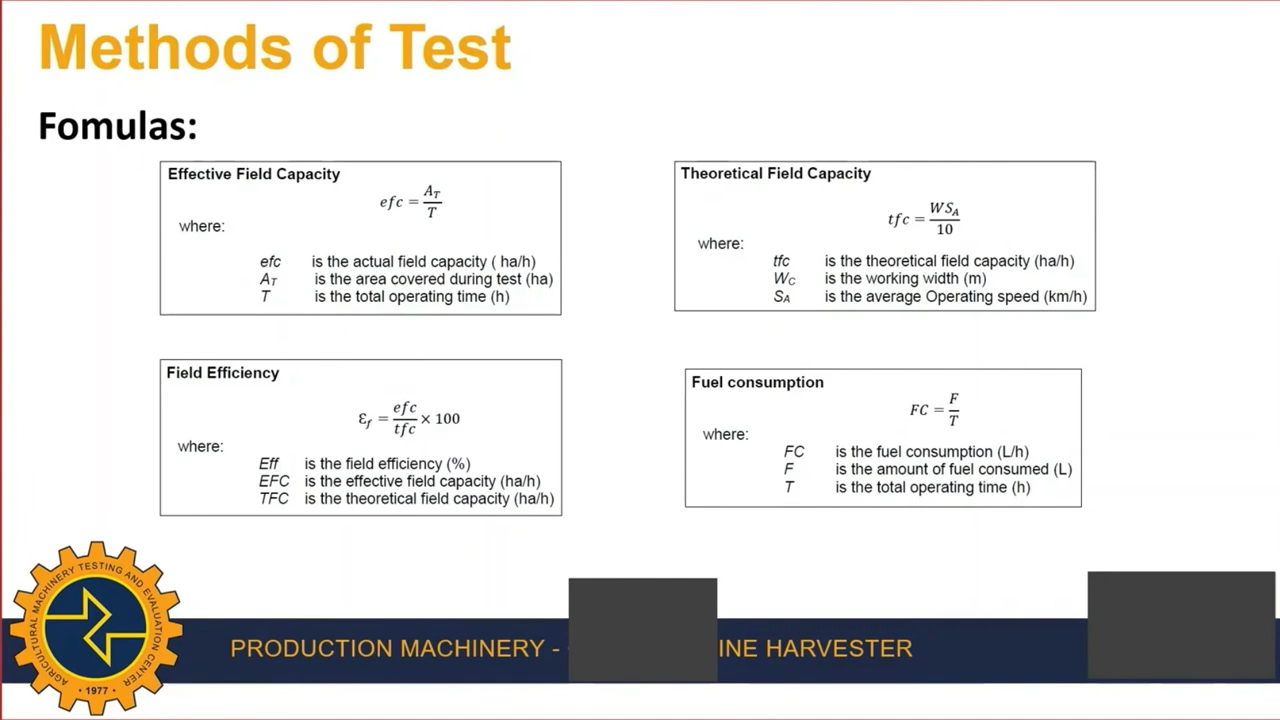 Methods of Test
Fomulas:
Effective Field Capacity
efc = A_T / T
where:
efc is the actual field capacity ( ha/h)
A_T is the area covered during test (ha)
T is the total operating time (h)
Theoretical Field Capacity
tfc = WS_A / 10
where:
tfc is the theoretical field capacity (ha/h)
W_C is the working width (m)
S_A is the average Operating speed (km/h)
Field Efficiency
Ɛ_f = efc / tfc × 100
where:
Eff is the field efficiency (%)
EFC is the effective field capacity (ha/h)
TFC is the theoretical field capacity (ha/h)
Fuel consumption
FC = F / T
where:
FC is the fuel consumption (L/h)
F is the amount of fuel consumed (L)
T is the total operating time (h)
AGRICULTURAL MACHINERY TESTING AND EVALUATION CENTER
· 1977 ·
PRODUCTION MACHINERY - INE HARVESTER